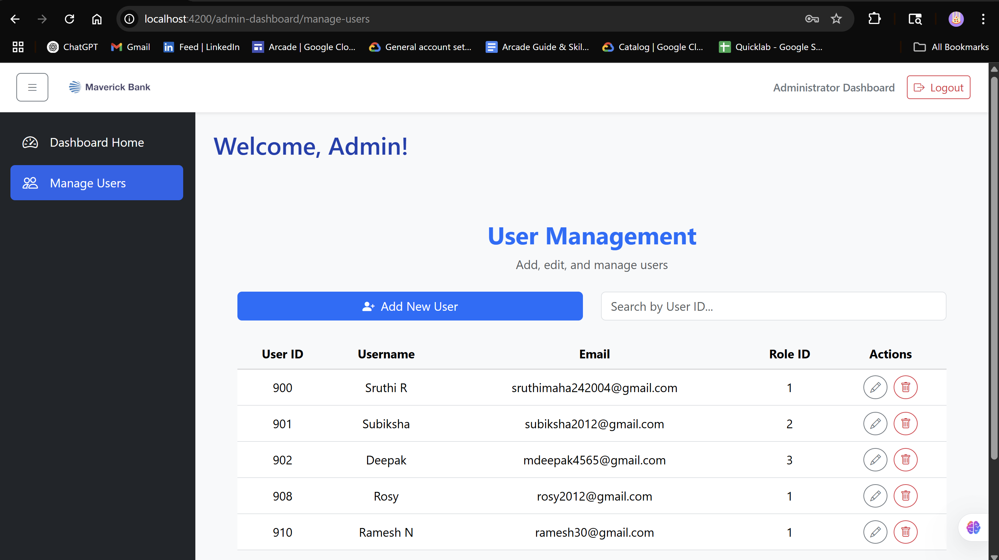 localhost:4200/admin-dashboard/manage-users
ChatGPT Gmail Feed | LinkedIn Arcade | Google Clo... General account set... Arcade Guide & Skil... Catalog | Google Cl... Quicklab - Google S... All Bookmarks
Maverick Bank Administrator Dashboard Logout
Dashboard Home
Manage Users
Welcome, Admin!
User Management
Add, edit, and manage users
Add New User Search by User ID...
User ID Username Email Role ID Actions
900 Sruthi R sruthimaha242004@gmail.com 1
901 Subiksha subiksha2012@gmail.com 2
902 Deepak mdeepak4565@gmail.com 3
908 Rosy rosy2012@gmail.com 1
910 Ramesh N ramesh30@gmail.com 1